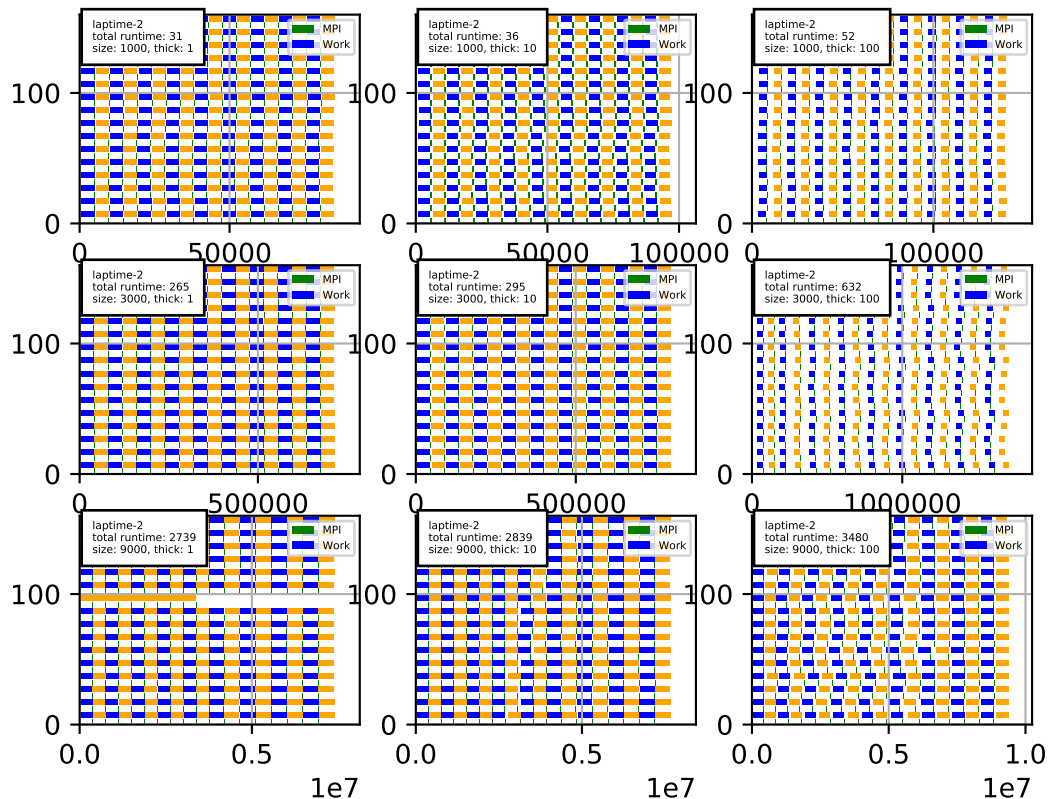 laptime-2
total runtime: 31
size: 1000, thick: 1
MPI
Work
100
0
0
50000
laptime-2
total runtime: 36
size: 1000, thick: 10
MPI
Work
100
0
0
50000
100000
laptime-2
total runtime: 52
size: 1000, thick: 100
MPI
Work
0
100000
laptime-2
total runtime: 265
size: 3000, thick: 1
MPI
Work
100
0
0
500000
laptime-2
total runtime: 295
size: 3000, thick: 10
MPI
Work
100
0
0
500000
laptime-2
total runtime: 632
size: 3000, thick: 100
MPI
Work
0
1000000
laptime-2
total runtime: 2739
size: 9000, thick: 1
MPI
Work
100
0
0.0
0.5
1e7
laptime-2
total runtime: 2839
size: 9000, thick: 10
MPI
Work
100
0
0.0
0.5
1e7
laptime-2
total runtime: 3480
size: 9000, thick: 100
MPI
Work
0
0.0
0.5
1.0
1e7